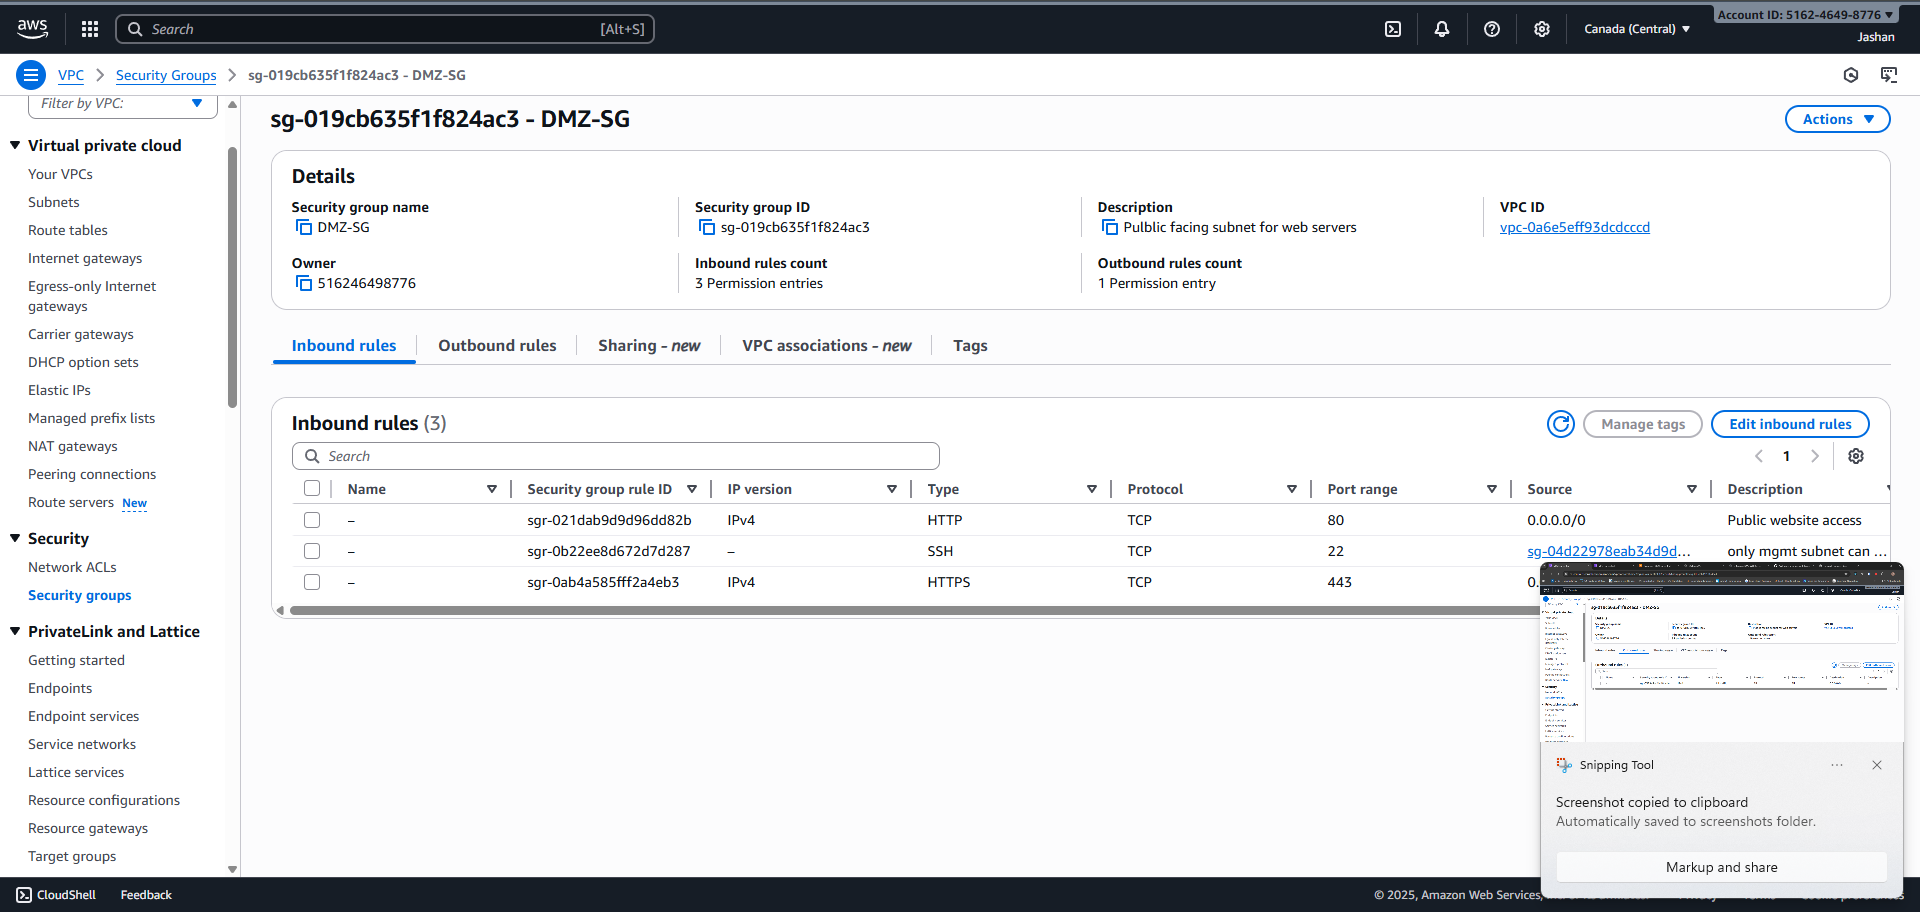 aws
Search [Alt+S]
Canada (Central)
Account ID: 5162-4649-8776
Jashan
VPC
Security Groups
sg-019cb635f1f824ac3 - DMZ-SG
Filter by VPC:
Virtual private cloud
Your VPCs
Subnets
Route tables
Internet gateways
Egress-only Internet
gateways
Carrier gateways
DHCP option sets
Elastic IPs
Managed prefix lists
NAT gateways
Peering connections
Route servers New
Security
Network ACLs
Security groups
PrivateLink and Lattice
Getting started
Endpoints
Endpoint services
Service networks
Lattice services
Resource configurations
Resource gateways
Target groups
sg-019cb635f1f824ac3 - DMZ-SG
Actions
Details
Security group name
DMZ-SG
Security group ID
sg-019cb635f1f824ac3
Description
Pulblic facing subnet for web servers
VPC ID
vpc-0a6e5eff93dcdcccd
Owner
516246498776
Inbound rules count
3 Permission entries
Outbound rules count
1 Permission entry
Inbound rules
Outbound rules
Sharing - new
VPC associations - new
Tags
Inbound rules (3)
Manage tags
Edit inbound rules
Search
1
Name Security group rule ID IP version Type Protocol Port range Source Description
– sgr-021dab9d9d96dd82b IPv4 HTTP TCP 80 0.0.0.0/0 Public website access
– sgr-0b22ee8d672d7d287 – SSH TCP 22 sg-04d22978eab34d9d... only mgmt subnet can ...
– sgr-0ab4a585fff2a4eb3 IPv4 HTTPS TCP 443 0.
Snipping Tool
Screenshot copied to clipboard
Automatically saved to screenshots folder.
Markup and share
CloudShell
Feedback
© 2025, Amazon Web Services,